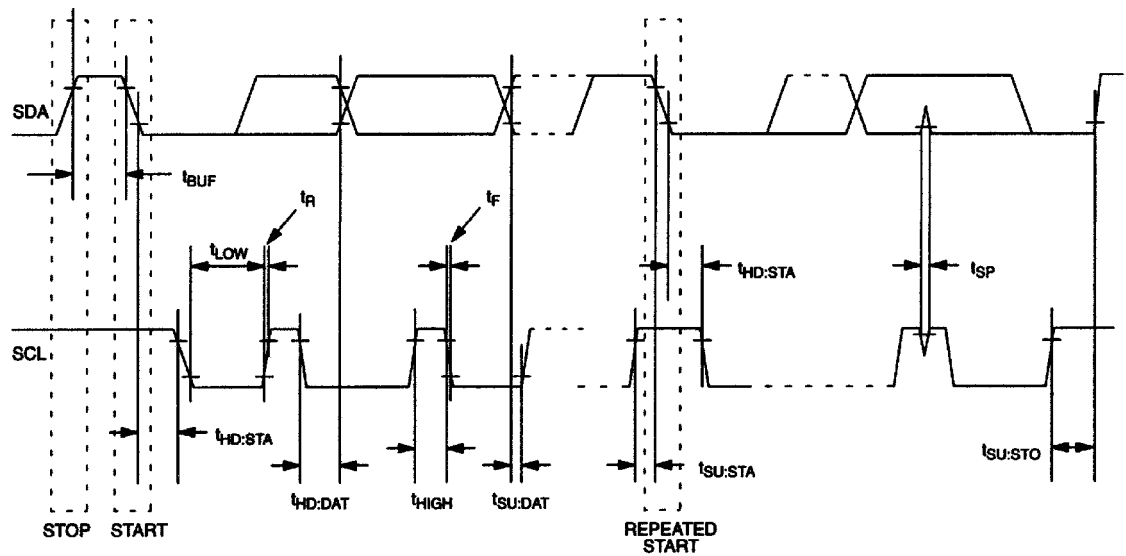 SDA
tBUF
tR
tF
tLOW
tHD:STA
tSP
SCL
tHD:STA
tSU:STA
tSU:STO
tHD:DAT
tHIGH
tSU:DAT
STOP
START
REPEATED
START